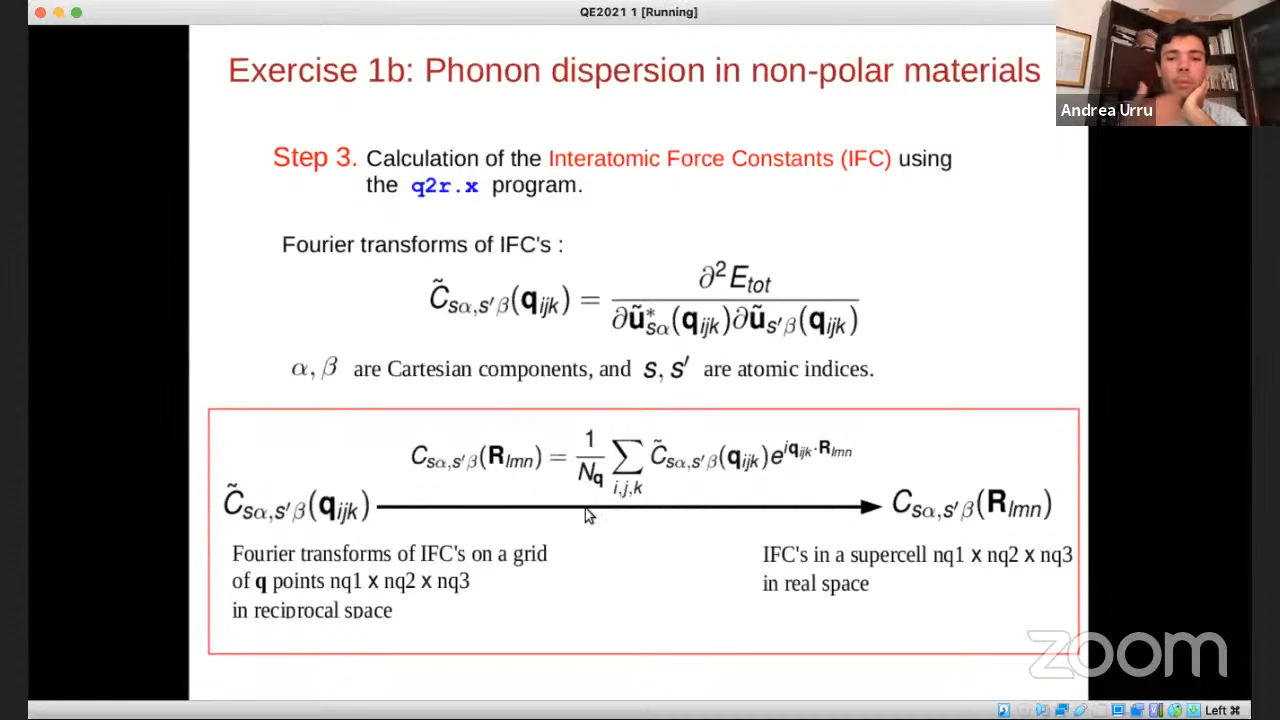 QE2021 1 [Running]
Exercise 1b: Phonon dispersion in non-polar materials
Andrea Urru
Step 3. Calculation of the Interatomic Force Constants (IFC) using
the q2r.x program.
Fourier transforms of IFC's :
C̃sα,s′β(qijk) = ∂²Etot / ∂ũ*sα(qijk)∂ũs′β(qijk)
α, β are Cartesian components, and s, s′ are atomic indices.
Csα,s′β(Rlmn) = 1/Nq ∑i,j,k C̃sα,s′β(qijk)e^iqijk·Rlmn
C̃sα,s′β(qijk) Csα,s′β(Rlmn)
Fourier transforms of IFC's on a grid
of q points nq1 x nq2 x nq3
in reciprocal space
IFC's in a supercell nq1 x nq2 x nq3
in real space
zoom
Left ⌘